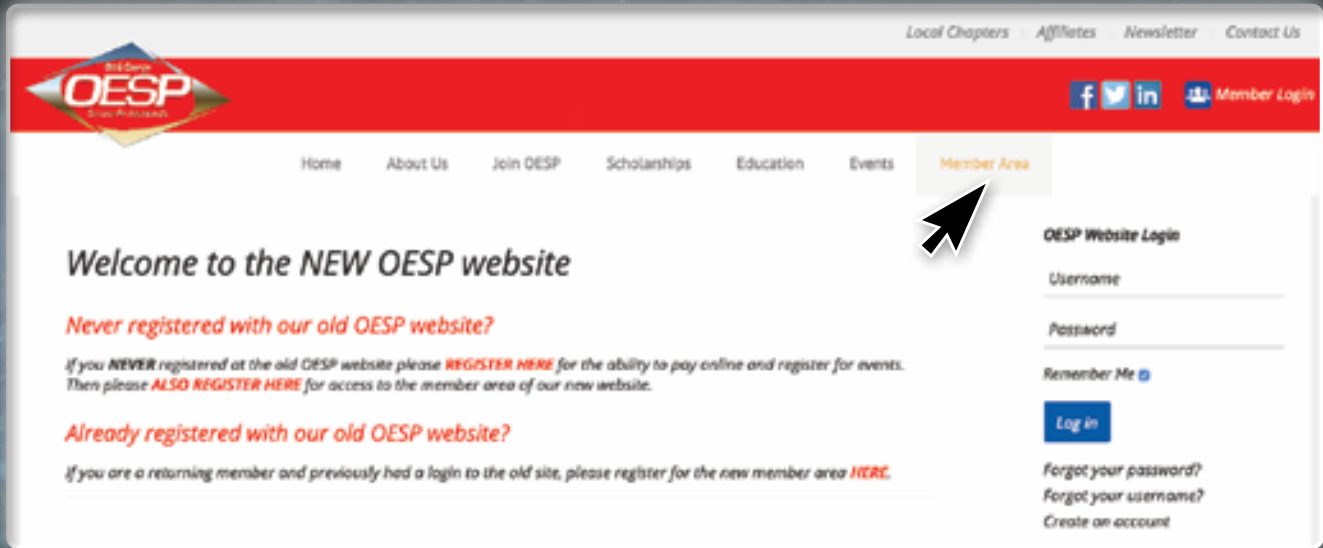 Local Chapters Affiliates Newsletter Contact Us
OESP
Member Login
Home About Us Join OESP Scholarships Education Events Member Area
Welcome to the NEW OESP website
Never registered with our old OESP website?
If you NEVER registered at the old OESP website please REGISTER HERE for the ability to pay online and register for events.
Then please ALSO REGISTER HERE for access to the member area of our new website.
Already registered with our old OESP website?
If you are a returning member and previously had a login to the old site, please register for the new member area HERE.
OESP Website Login
Username
Password
Remember Me
Log in
Forgot your password?
Forgot your username?
Create an account